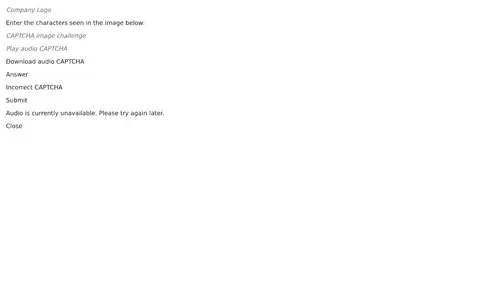 Company Logo
Enter the characters seen in the image below
CAPTCHA image challenge
Play audio CAPTCHA
Download audio CAPTCHA
Answer
Incorrect CAPTCHA
Submit
Audio is currently unavailable. Please try again later.
Close